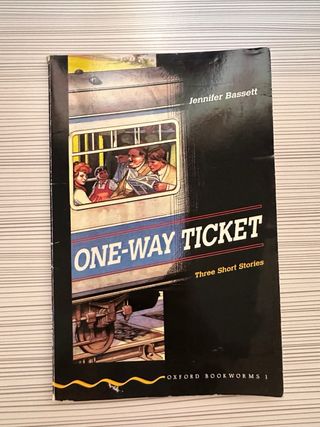 Jennifer Bassett
ONE-WAY TICKET
Three Short Stories
OXFORD BOOKWORMS 1